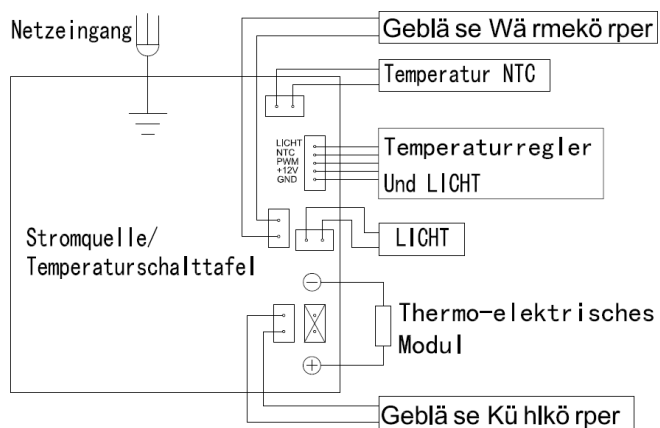 Netzeingang
Geblä se Wä rmekö rper
Temperatur NTC
LICHT
NTC
PWM
+12V
GND
Temperaturregler
Und LICHT
Stromquelle/
Temperaturschalttafel
LICHT
Thermo-elektrisches
Modul
Geblä se Kü hlkö rper